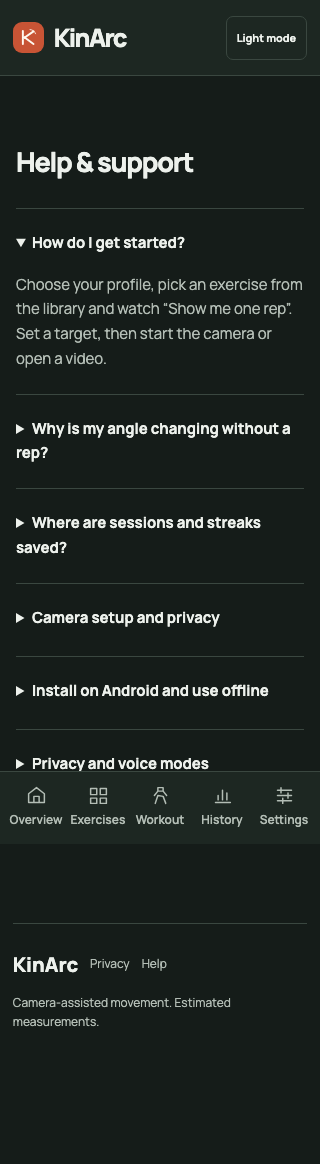 KinArc
Light mode
Help & support
How do I get started?
Choose your profile, pick an exercise from
the library and watch “Show me one rep”.
Set a target, then start the camera or
open a video.
Why is my angle changing without a
rep?
Where are sessions and streaks
saved?
Camera setup and privacy
Install on Android and use offline
Privacy and voice modes
Overview Exercises Workout History Settings
KinArc Privacy Help
Camera-assisted movement. Estimated
measurements.